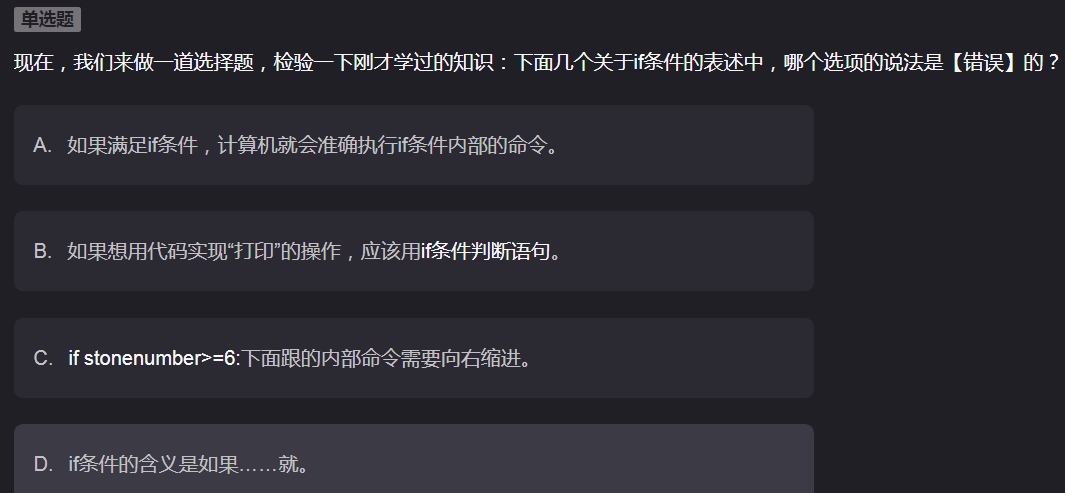 单选题
现在，我们来做一道选择题，检验一下刚才学过的知识：下面几个关于if条件的表述中，哪个选项的说法是【错误】的？
A. 如果满足if条件，计算机就会准确执行if条件内部的命令。
B. 如果想用代码实现“打印”的操作，应该用if条件判断语句。
C. if stonenumber>=6:下面跟的内部命令需要向右缩进。
D. if条件的含义是如果……就。